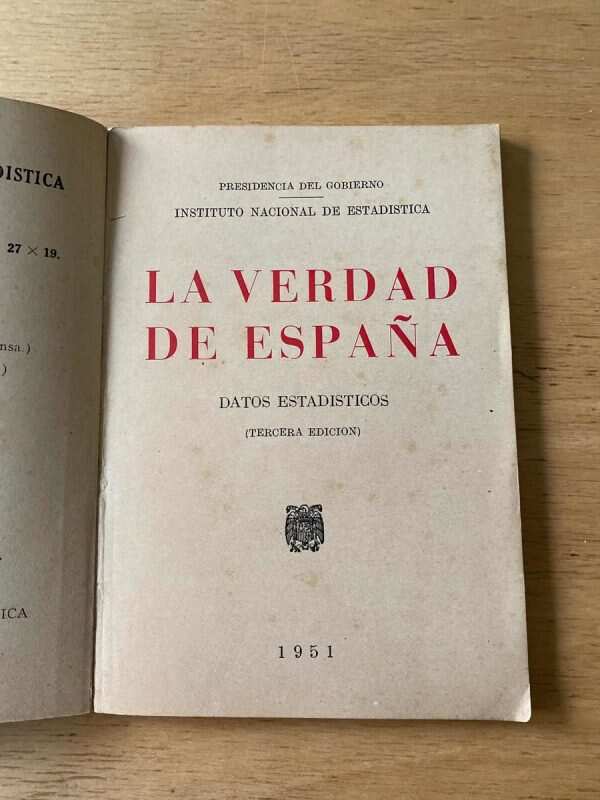 DISTICA
27 × 19.
nsa.)
)
ICA
PRESIDENCIA DEL GOBIERNO
INSTITUTO NACIONAL DE ESTADISTICA
LA VERDAD
DE ESPAÑA
DATOS ESTADISTICOS
(TERCERA EDICION)
1951